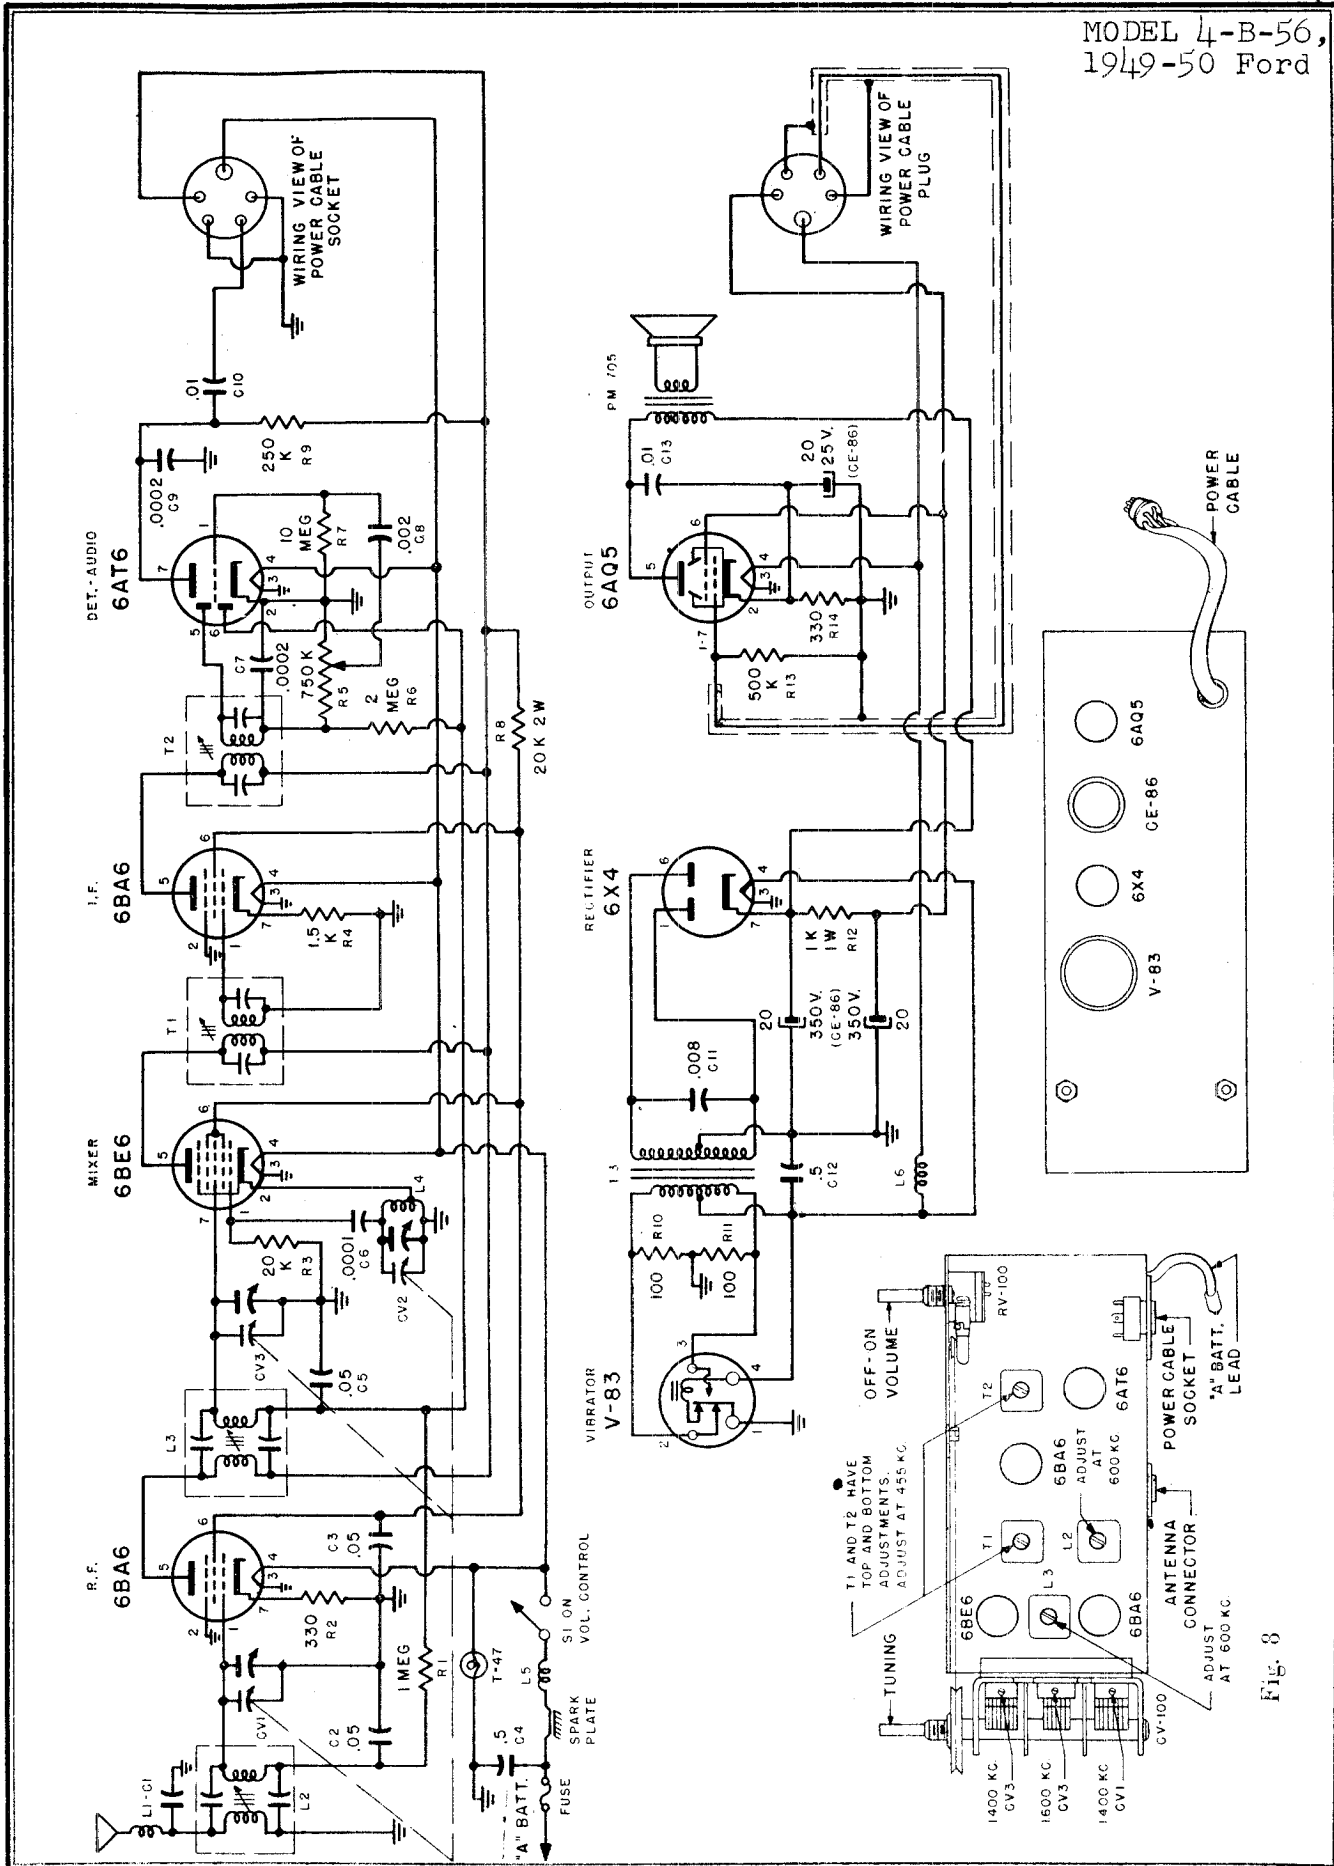 MODEL 4-B-56,
1949-50 Ford
R.F.
6BA6
MIXER
6BE6
I.F.
6BA6
DET.-AUDIO
6AT6
L1-C1
L2
CV1
C2
.05
330
R2
C3
.05
1 MEG
R1
T-47
.5
C4
"A" BATT.
FUSE
SPARK
PLATE
L5
S1 ON
VOL. CONTROL
L3
CV3
.05
C5
20
K
R3
.0001
C6
CV2
L4
T1
1.5
K
R4
T2
C7
.0002
750 K
R5
2
MEG
R6
10
MEG
R7
.002
C8
.0002
C9
250
K
R9
.01
C10
R8
20K 2W
WIRING VIEW OF
POWER CABLE
SOCKET
VIBRATOR
V-83
100
R10
100
R11
.5
C12
.008
C11
L6
RECTIFIER
6X4
1K
1W
R12
20
350V.
(CE-86)
350V.
20
OUTPUT
6AQ5
500
K
R13
330
R14
.01
C13
20
25V.
(CE-86)
PM 705
WIRING VIEW OF
POWER CABLE
PLUG
TUNING
T1 AND T2 HAVE
TOP AND BOTTOM
ADJUSTMENTS.
ADJUST AT 455 KC.
OFF-ON
VOLUME
RV-100
1400 KC.
CV3
1600 KC.
CV3
1400 KC.
CV1
CV-100
6BE6
L3
6BA6
T1
L2
6BA6
ADJUST
AT
600 KC.
T2
6AT6
ADJUST
AT 600 KC.
ANTENNA
CONNECTOR
POWER CABLE
SOCKET
"A" BATT.
LEAD
Fig. 8
V-83
6X4
CE-86
6AQ5
POWER
CABLE